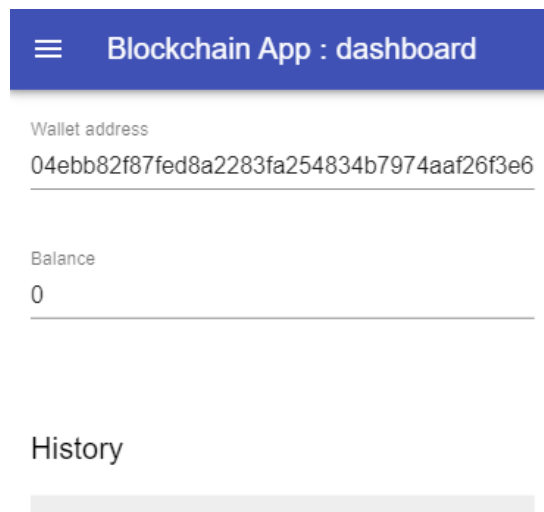 Blockchain App : dashboard
Wallet address
04ebb82f87fed8a2283fa254834b7974aaf26f3e6
Balance
0
History